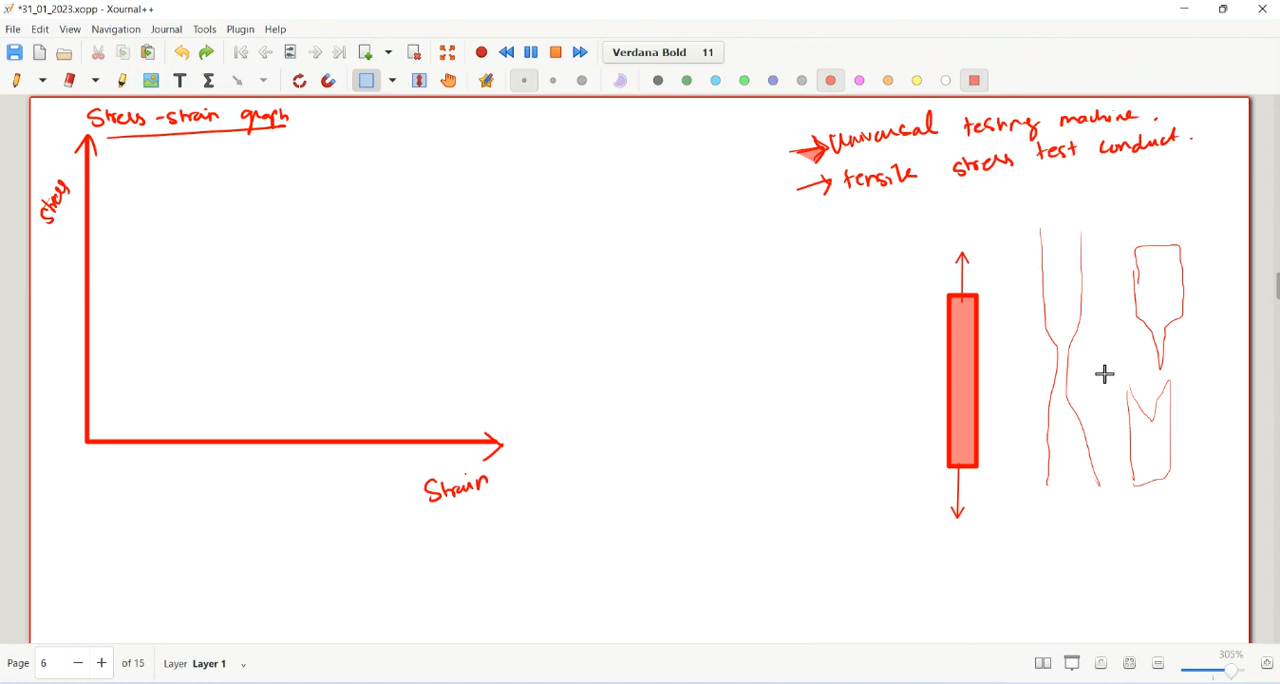 *31_01_2023.xopp - Xournal++
File Edit View Navigation Journal Tools Plugin Help
Verdana Bold 11
Stress-strain graph
→ Universal testing machine.
→ tensile stress test conduct.
Stress
Strain
Page 6 of 15 Layer Layer 1
305%